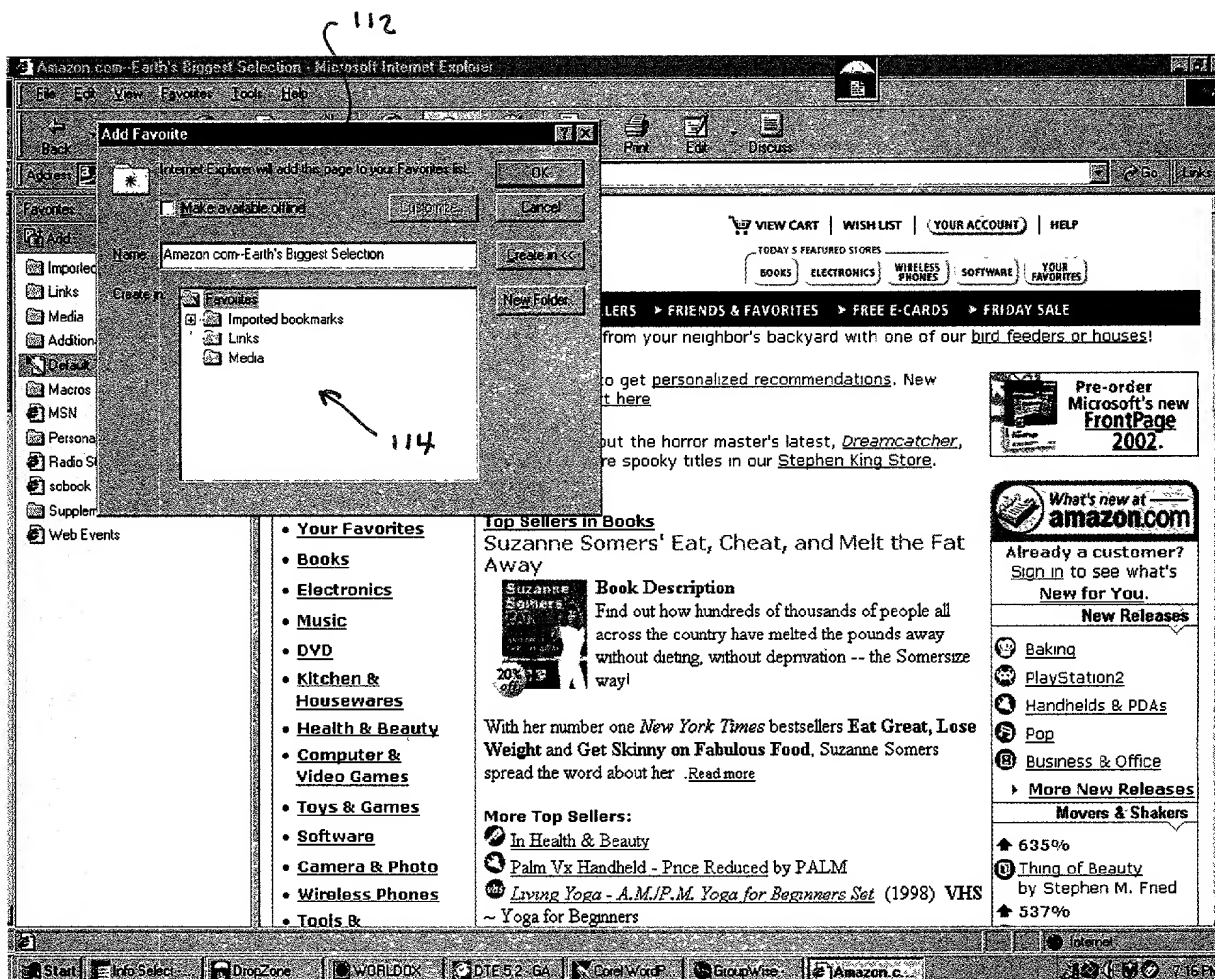 112
Amazon.com--Earth's Biggest Selection - Microsoft Internet Explorer
File Edit View Favorites Tools Help
Back Print Edit Discuss
Address Go Links
Add Favorite
Internet Explorer will add this page to your Favorites list.
OK
Make available offline
Customize...
Cancel
Name: Amazon com--Earth's Biggest Selection
Create in <<
Create in:
Favorites
Imported bookmarks
Links
Media
New Folder...
114
Favorites
Add
Imported
Links
Media
Addition
Default
Macros
MSN
Persona
Radio St
scbook
Supplem
Web Events
VIEW CART | WISH LIST | YOUR ACCOUNT | HELP
TODAY'S FEATURED STORES
BOOKS ELECTRONICS WIRELESS PHONES SOFTWARE YOUR FAVORITES
LERS FRIENDS & FAVORITES FREE E-CARDS FRIDAY SALE
from your neighbor's backyard with one of our bird feeders or houses!
to get personalized recommendations. New
t here
out the horror master's latest, Dreamcatcher,
re spooky titles in our Stephen King Store.
• Your Favorites
• Books
• Electronics
• Music
• DVD
• Kitchen &
Housewares
• Health & Beauty
• Computer &
Video Games
• Toys & Games
• Software
• Camera & Photo
• Wireless Phones
• Tools &
Top Sellers in Books
Suzanne Somers' Eat, Cheat, and Melt the Fat
Away
Suzanne
Somers
20%
off
Book Description
Find out how hundreds of thousands of people all
across the country have melted the pounds away
without dieting, without deprivation -- the Somersize
way!
With her number one New York Times bestsellers Eat Great, Lose
Weight and Get Skinny on Fabulous Food, Suzanne Somers
spread the word about her .Read more
More Top Sellers:
In Health & Beauty
Palm Vx Handheld - Price Reduced by PALM
vhs Living Yoga - A.M./P.M. Yoga for Beginners Set (1998) VHS
~ Yoga for Beginners
Pre-order
Microsoft's new
FrontPage
2002.
What's new at
amazon.com
Already a customer?
Sign in to see what's
New for You.
New Releases
Baking
PlayStation2
Handhelds & PDAs
Pop
Business & Office
More New Releases
Movers & Shakers
635%
Thing of Beauty
by Stephen M. Fried
537%
Internet
Start Info Select DropZone WORLDOX DTE 5.2 GA Corel WordP GroupWise Amazon.c...